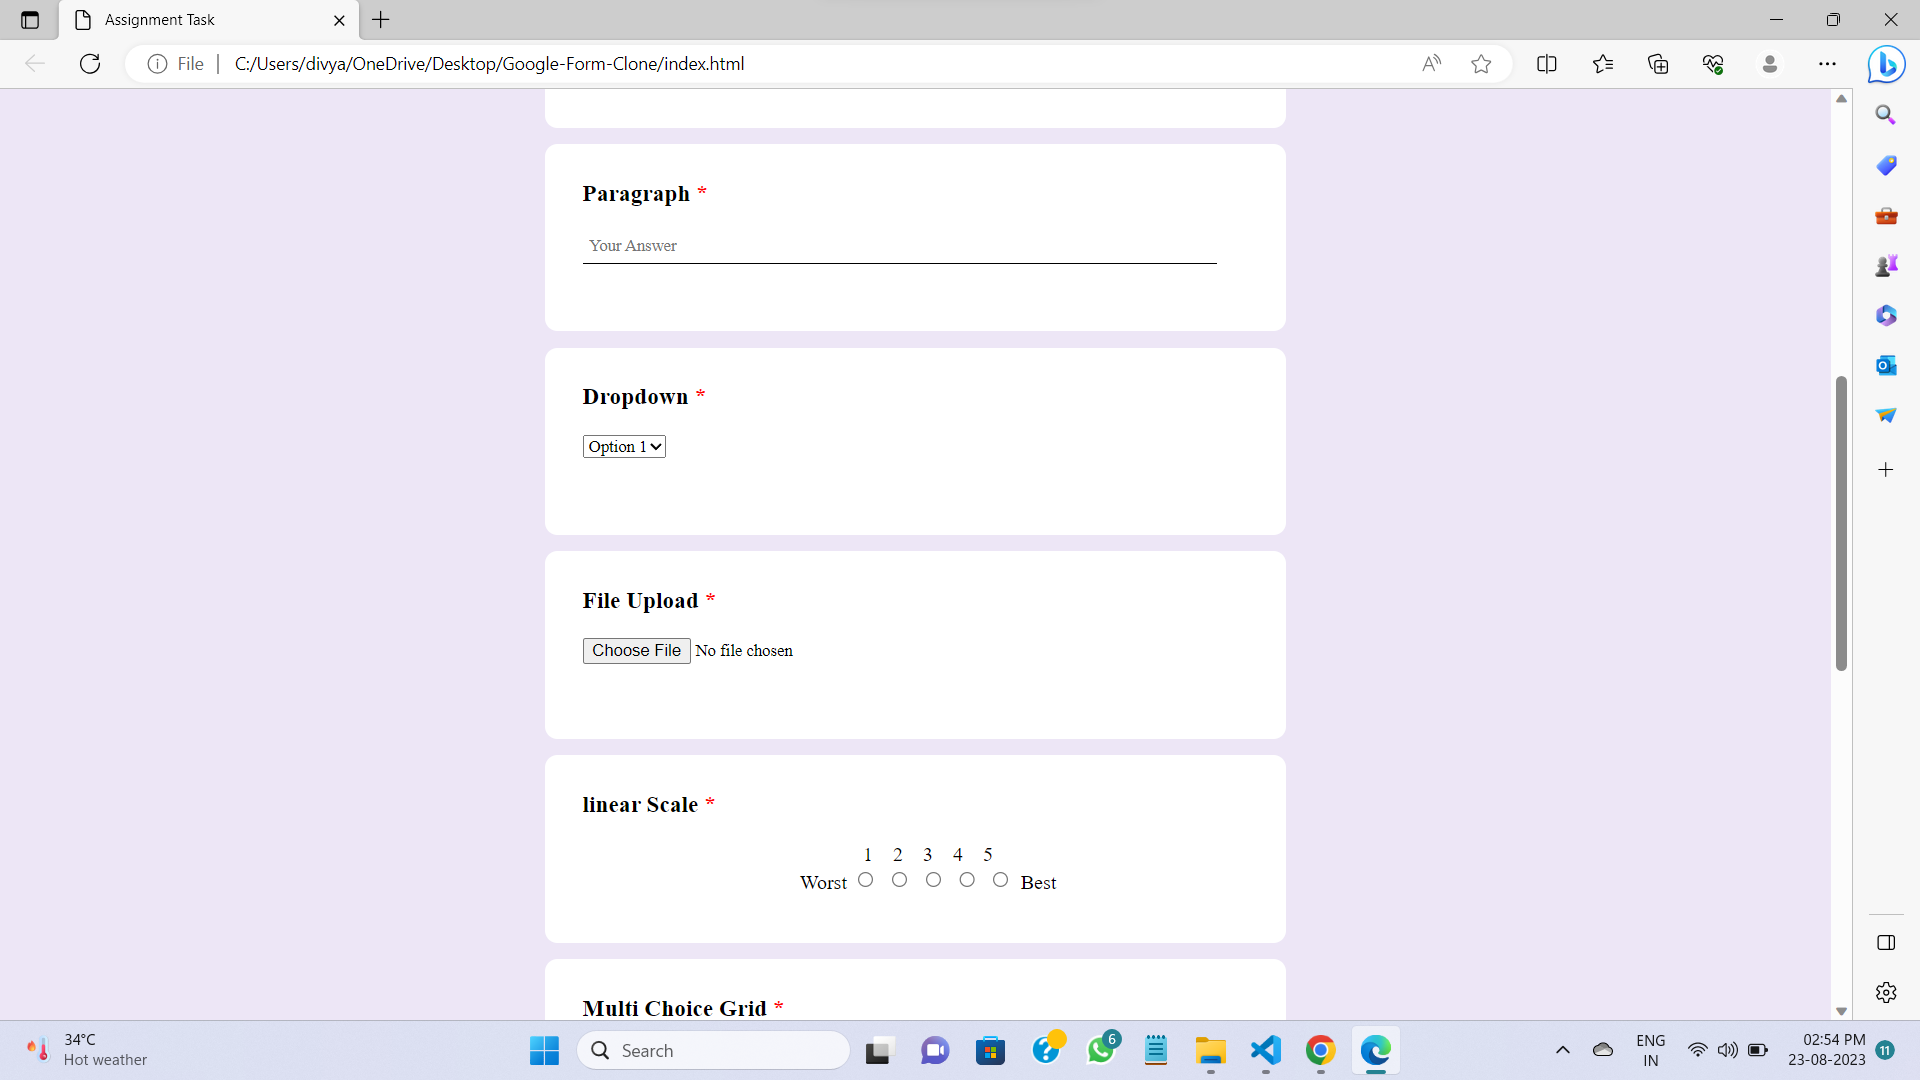 Assignment Task
File
C:/Users/divya/OneDrive/Desktop/Google-Form-Clone/index.html
Paragraph *
Your Answer
Dropdown *
Option 1
File Upload *
Choose File No file chosen
linear Scale *
1 2 3 4 5
Worst Best
Multi Choice Grid *
34°C
Hot weather
Search
6
ENG
IN
02:54 PM
23-08-2023
11